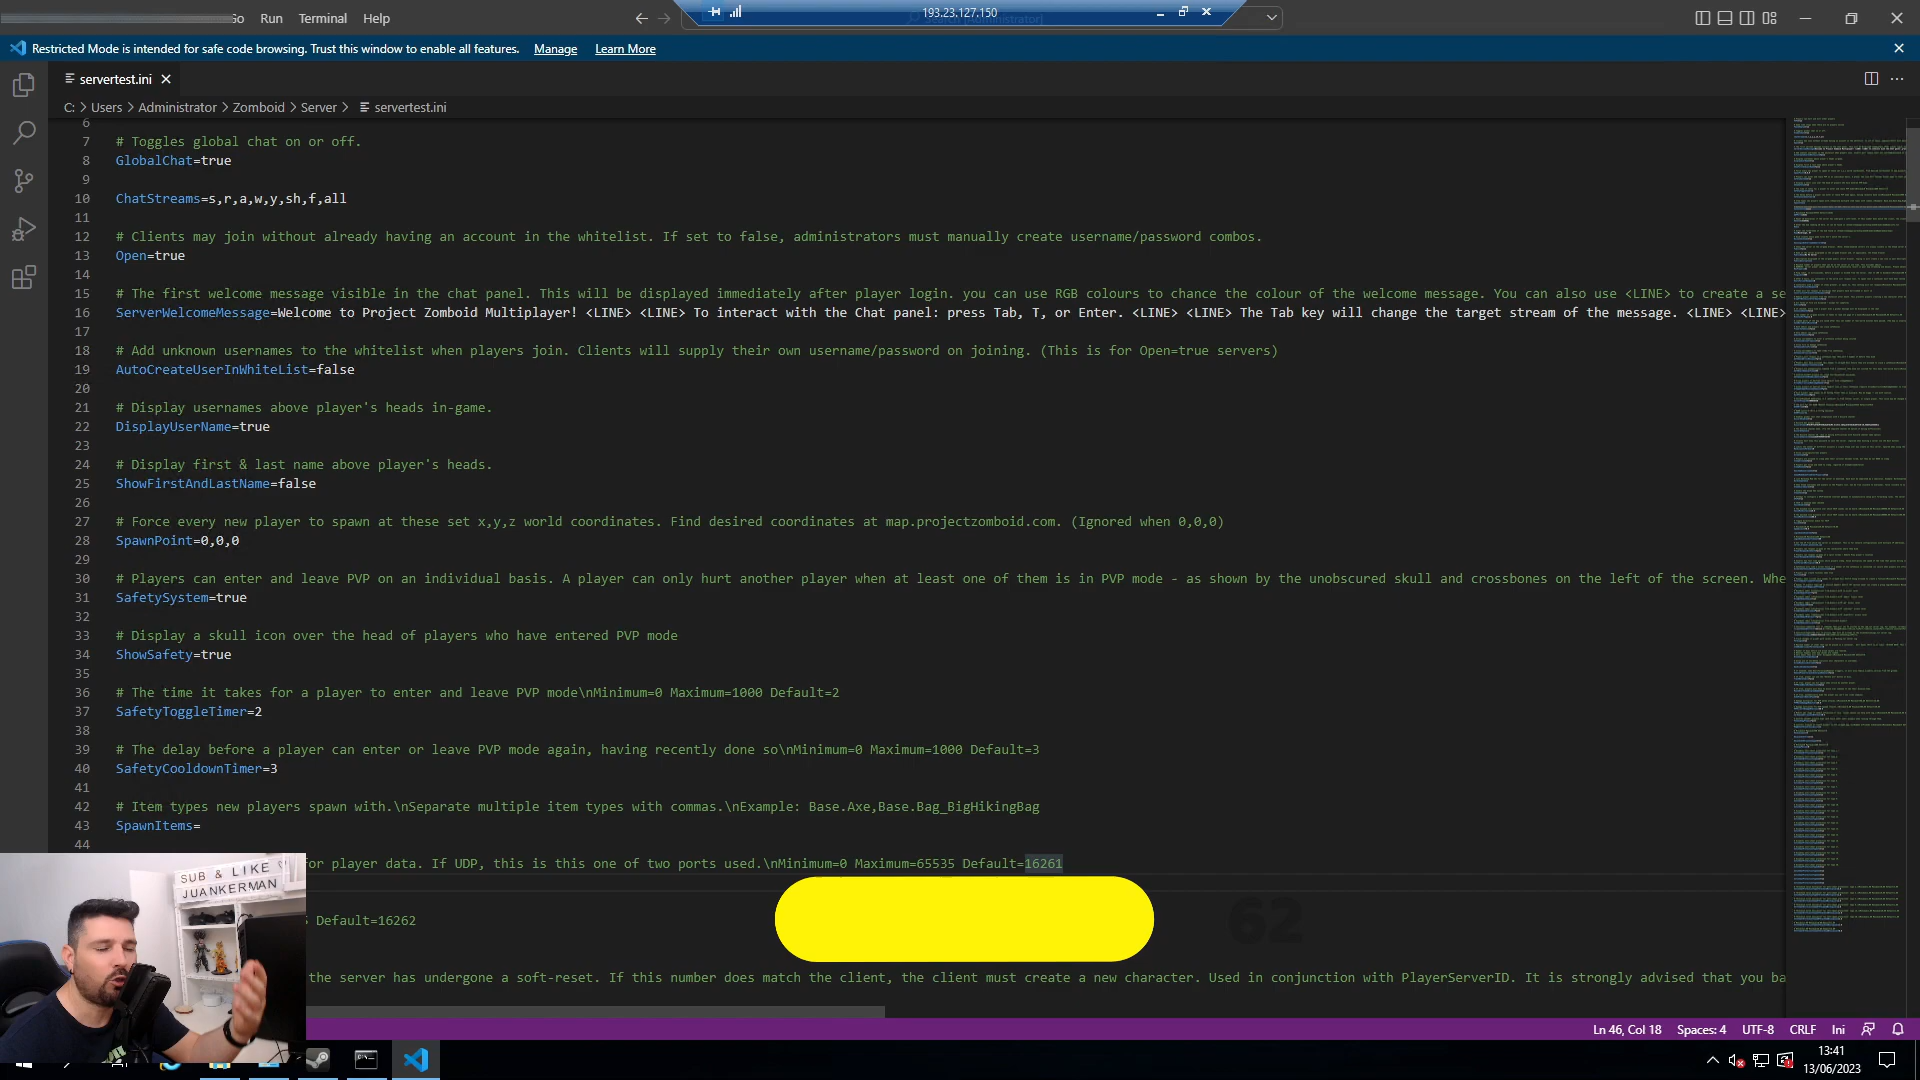 Go Run Terminal Help
193.23.127.150
Restricted Mode is intended for safe code browsing. Trust this window to enable all features. Manage Learn More
servertest.ini
C: > Users > Administrator > Zomboid > Server > servertest.ini
6
7 # Toggles global chat on or off.
8 GlobalChat=true
9
10 ChatStreams=s,r,a,w,y,sh,f,all
11
12 # Clients may join without already having an account in the whitelist. If set to false, administrators must manually create username/password combos.
13 Open=true
14
15 # The first welcome message visible in the chat panel. This will be displayed immediately after player login. you can use RGB colours to chance the colour of the welcome message. You can also use <LINE> to create a se
16 ServerWelcomeMessage=Welcome to Project Zomboid Multiplayer! <LINE> <LINE> To interact with the Chat panel: press Tab, T, or Enter. <LINE> <LINE> The Tab key will change the target stream of the message. <LINE> <LINE>
17
18 # Add unknown usernames to the whitelist when players join. Clients will supply their own username/password on joining. (This is for Open=true servers)
19 AutoCreateUserInWhiteList=false
20
21 # Display usernames above player's heads in-game.
22 DisplayUserName=true
23
24 # Display first & last name above player's heads.
25 ShowFirstAndLastName=false
26
27 # Force every new player to spawn at these set x,y,z world coordinates. Find desired coordinates at map.projectzomboid.com. (Ignored when 0,0,0)
28 SpawnPoint=0,0,0
29
30 # Players can enter and leave PVP on an individual basis. A player can only hurt another player when at least one of them is in PVP mode - as shown by the unobscured skull and crossbones on the left of the screen. Whe
31 SafetySystem=true
32
33 # Display a skull icon over the head of players who have entered PVP mode
34 ShowSafety=true
35
36 # The time it takes for a player to enter and leave PVP mode\nMinimum=0 Maximum=1000 Default=2
37 SafetyToggleTimer=2
38
39 # The delay before a player can enter or leave PVP mode again, having recently done so\nMinimum=0 Maximum=1000 Default=3
40 SafetyCooldownTimer=3
41
42 # Item types new players spawn with.\nSeparate multiple item types with commas.\nExample: Base.Axe,Base.Bag_BigHikingBag
43 SpawnItems=
44
for player data. If UDP, this is this one of two ports used.\nMinimum=0 Maximum=65535 Default=16261
Default=16262
62
the server has undergone a soft-reset. If this number does match the client, the client must create a new character. Used in conjunction with PlayerServerID. It is strongly advised that you ba
SUB & LIKE
JUANKERMAN
Ln 46, Col 18 Spaces: 4 UTF-8 CRLF Ini
13:41
13/06/2023